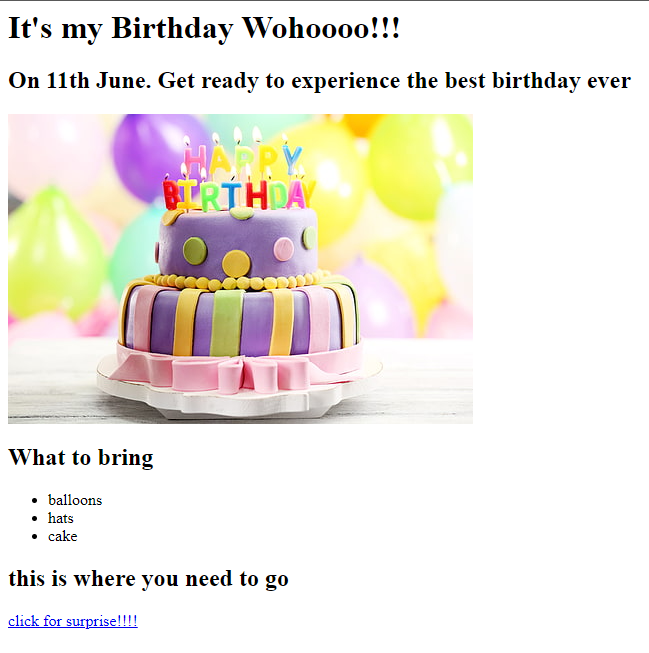 It's my Birthday Wohoooo!!!
On 11th June. Get ready to experience the best birthday ever
HAPPY
BIRTHDAY
What to bring
balloons
hats
cake
this is where you need to go
click for surprise!!!!